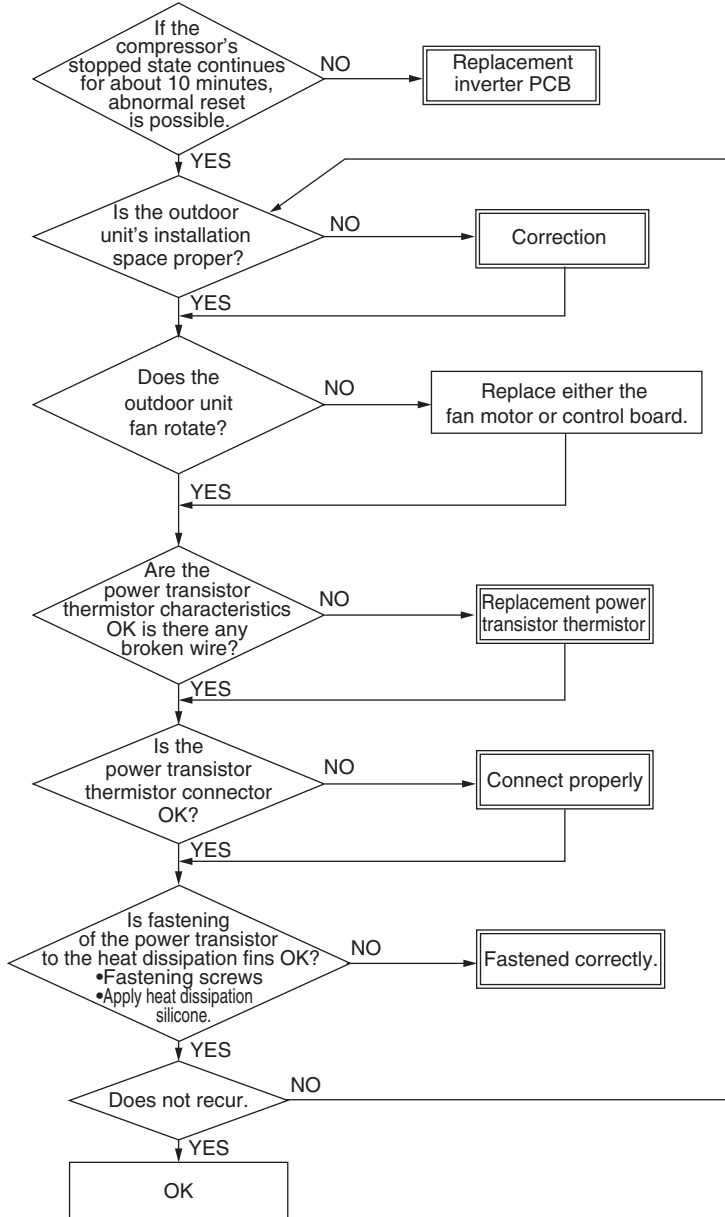 If the
compressor's
stopped state continues
for about 10 minutes,
abnormal reset
is possible.
NO
Replacement
inverter PCB
YES
Is the outdoor
unit's installation
space proper?
NO
Correction
YES
Does the
outdoor unit
fan rotate?
NO
Replace either the
fan motor or control board.
YES
Are the
power transistor
thermistor characteristics
OK is there any
broken wire?
NO
Replacement power
transistor thermistor
YES
Is the
power transistor
thermistor connector
OK?
NO
Connect properly
YES
Is fastening
of the power transistor
to the heat dissipation fins OK?
•Fastening screws
•Apply heat dissipation
silicone.
NO
Fastened correctly.
YES
Does not recur.
NO
YES
OK